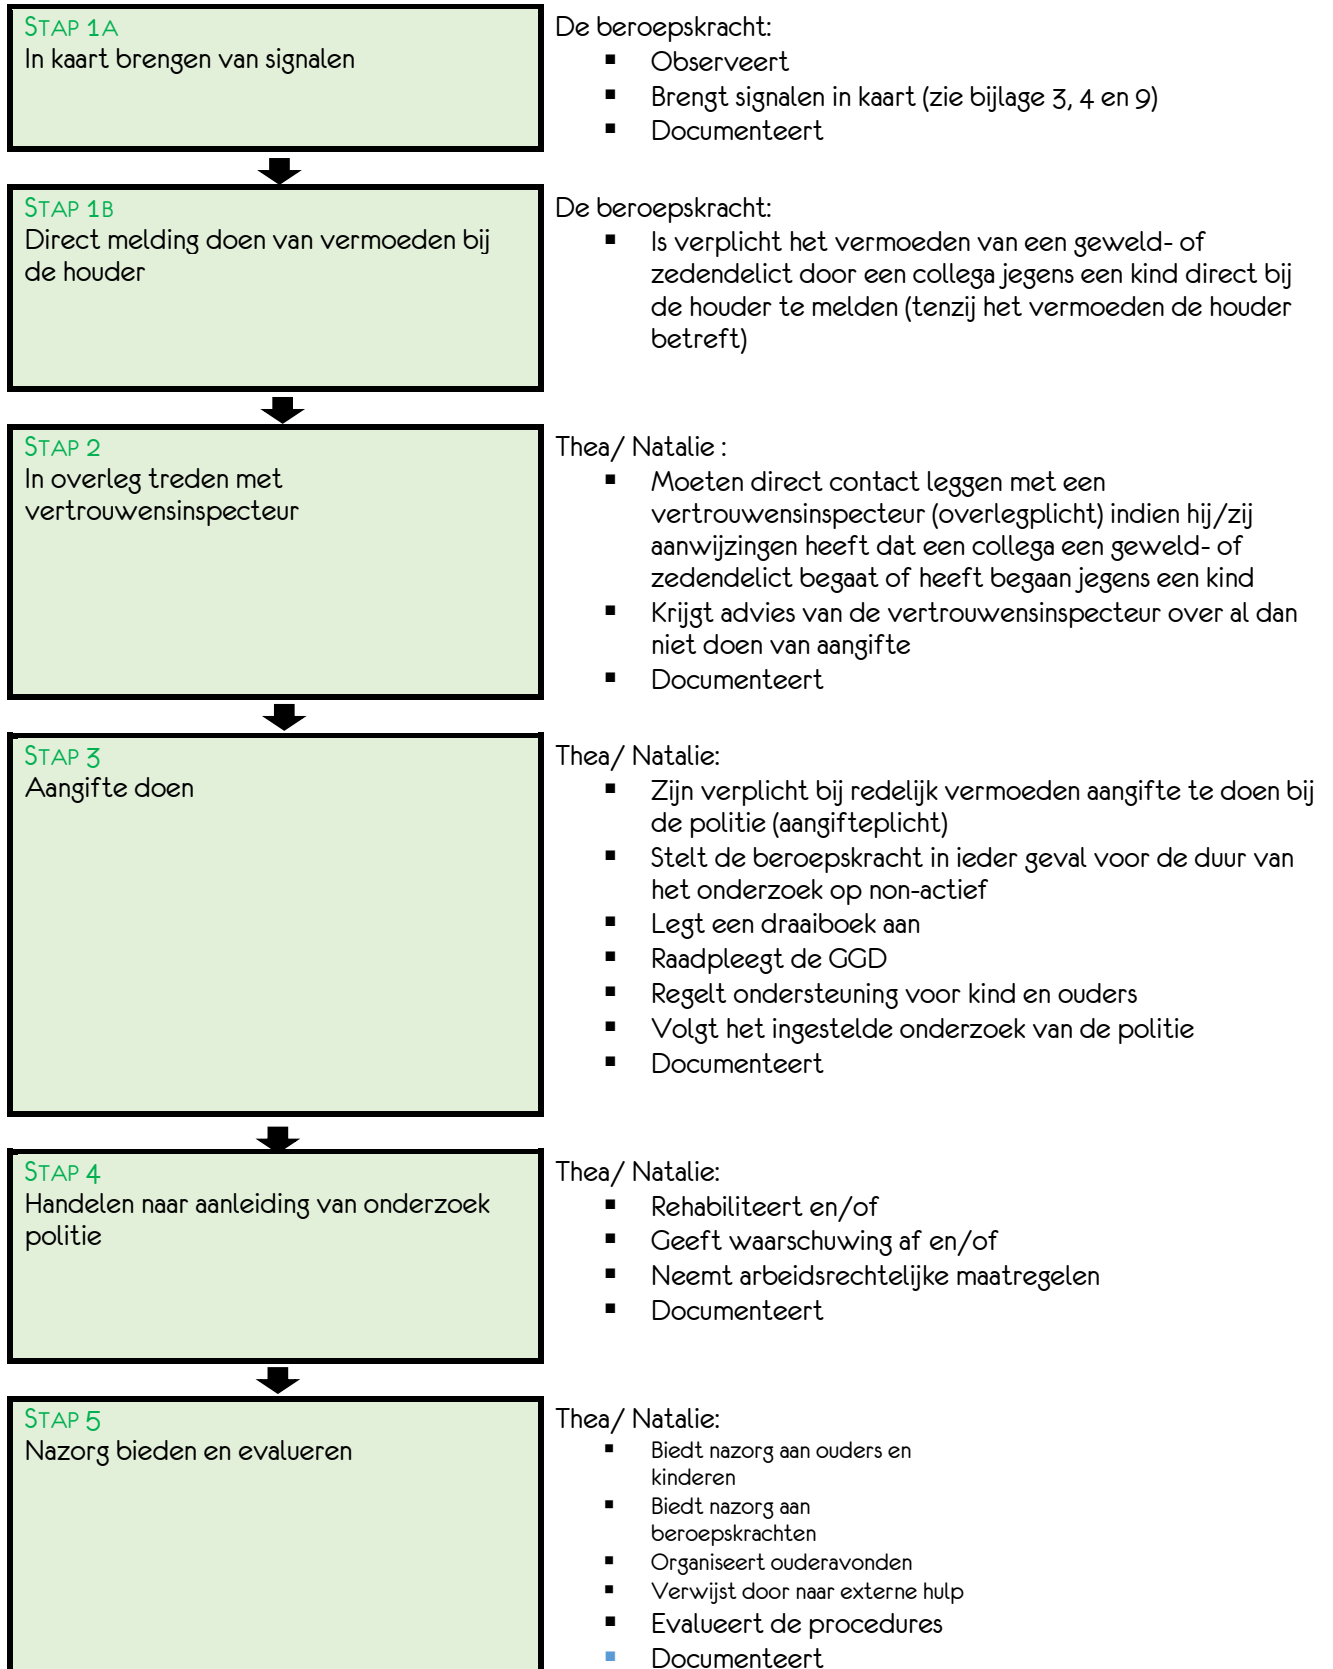 STAP 1A
In kaart brengen van signalen
De beroepskracht:
▪ Observeert
▪ Brengt signalen in kaart (zie bijlage 3, 4 en 9)
▪ Documenteert
STAP 1B
Direct melding doen van vermoeden bij
de houder
De beroepskracht:
▪ Is verplicht het vermoeden van een geweld- of
zedendelict door een collega jegens een kind direct bij
de houder te melden (tenzij het vermoeden de houder
betreft)
STAP 2
In overleg treden met
vertrouwensinspecteur
Thea/ Natalie :
▪ Moeten direct contact leggen met een
vertrouwensinspecteur (overlegplicht) indien hij/zij
aanwijzingen heeft dat een collega een geweld- of
zedendelict begaat of heeft begaan jegens een kind
▪ Krijgt advies van de vertrouwensinspecteur over al dan
niet doen van aangifte
▪ Documenteert
STAP 3
Aangifte doen
Thea/ Natalie:
▪ Zijn verplicht bij redelijk vermoeden aangifte te doen bij
de politie (aangifteplicht)
▪ Stelt de beroepskracht in ieder geval voor de duur van
het onderzoek op non-actief
▪ Legt een draaiboek aan
▪ Raadpleegt de GGD
▪ Regelt ondersteuning voor kind en ouders
▪ Volgt het ingestelde onderzoek van de politie
▪ Documenteert
STAP 4
Handelen naar aanleiding van onderzoek
politie
Thea/ Natalie:
▪ Rehabiliteert en/of
▪ Geeft waarschuwing af en/of
▪ Neemt arbeidsrechtelijke maatregelen
▪ Documenteert
STAP 5
Nazorg bieden en evalueren
Thea/ Natalie:
▪ Biedt nazorg aan ouders en
kinderen
▪ Biedt nazorg aan
beroepskrachten
▪ Organiseert ouderavonden
▪ Verwijst door naar externe hulp
▪ Evalueert de procedures
▪ Documenteert